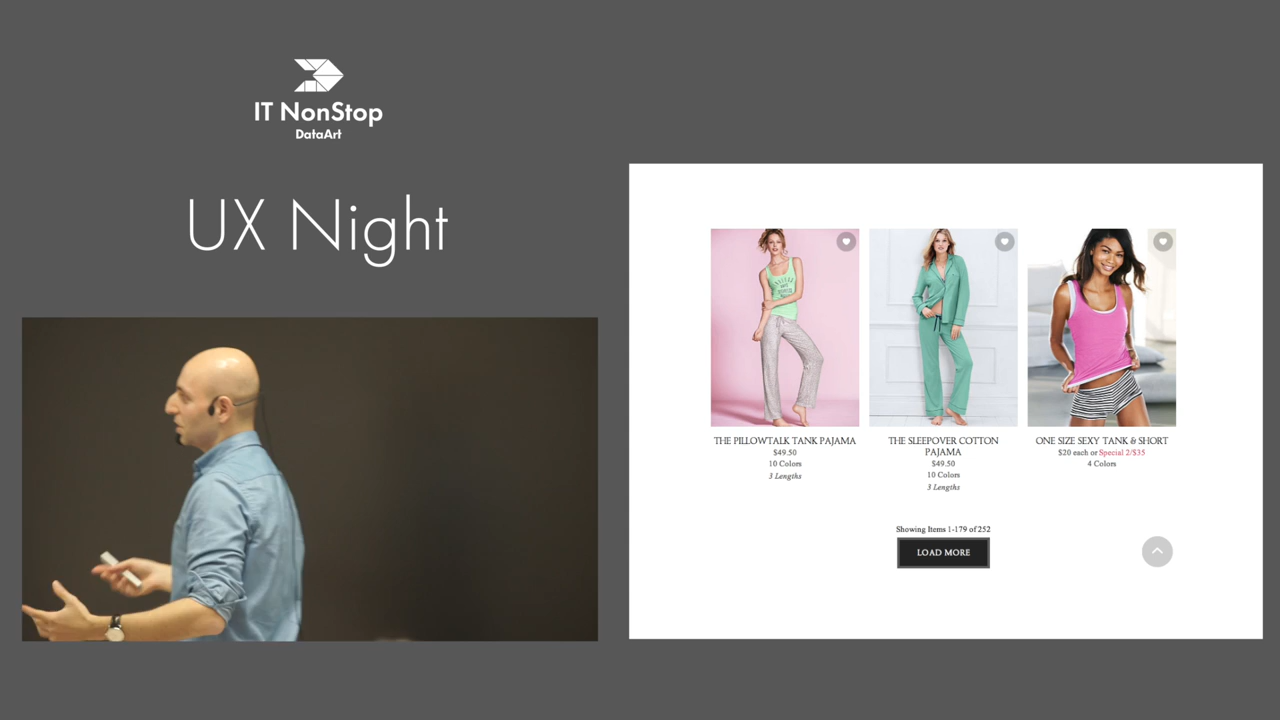 IT NonStop
DataArt
UX Night
THE PILLOWTALK TANK PAJAMA
$49.50
10 Colors
3 Lengths
THE SLEEPOVER COTTON
PAJAMA
$49.50
10 Colors
3 Lengths
ONE SIZE SEXY TANK & SHORT
$20 each or Special 2/$35
4 Colors
Showing Items 1-179 of 252
LOAD MORE